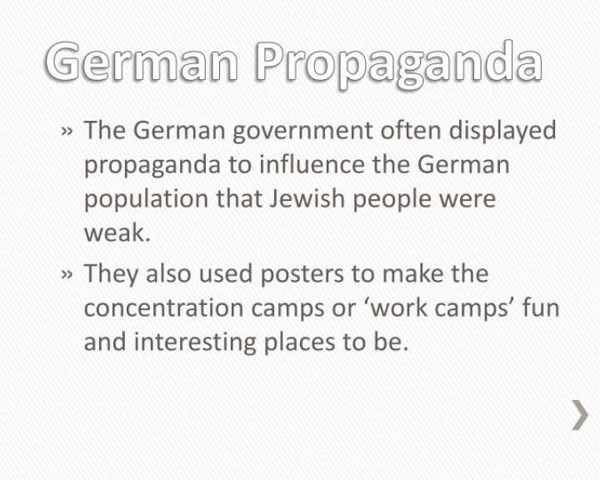 German Propaganda
» The German government often displayed
propaganda to influence the German
population that Jewish people were
weak.
» They also used posters to make the
concentration camps or ‘work camps’ fun
and interesting places to be.